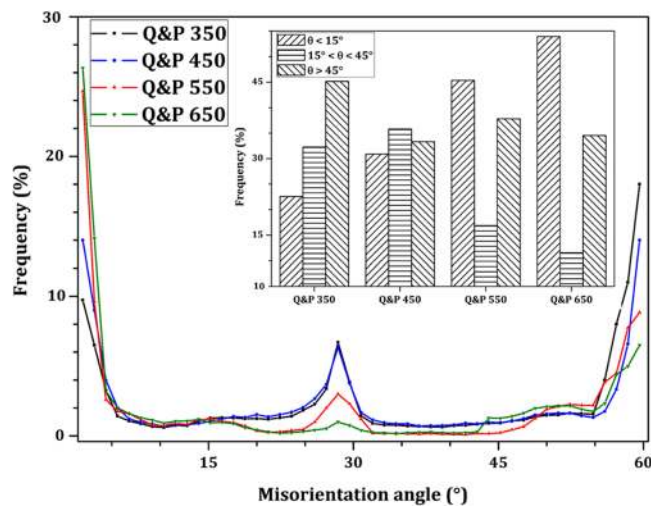 30
20
10
0
Frequency (%)
15
30
45
60
Misorientation angle (°)
Q&P 350
Q&P 450
Q&P 550
Q&P 650
θ < 15°
15° < θ < 45°
θ > 45°
45
30
15
10
Frequency (%)
Q&P 350
Q&P 450
Q&P 550
Q&P 650